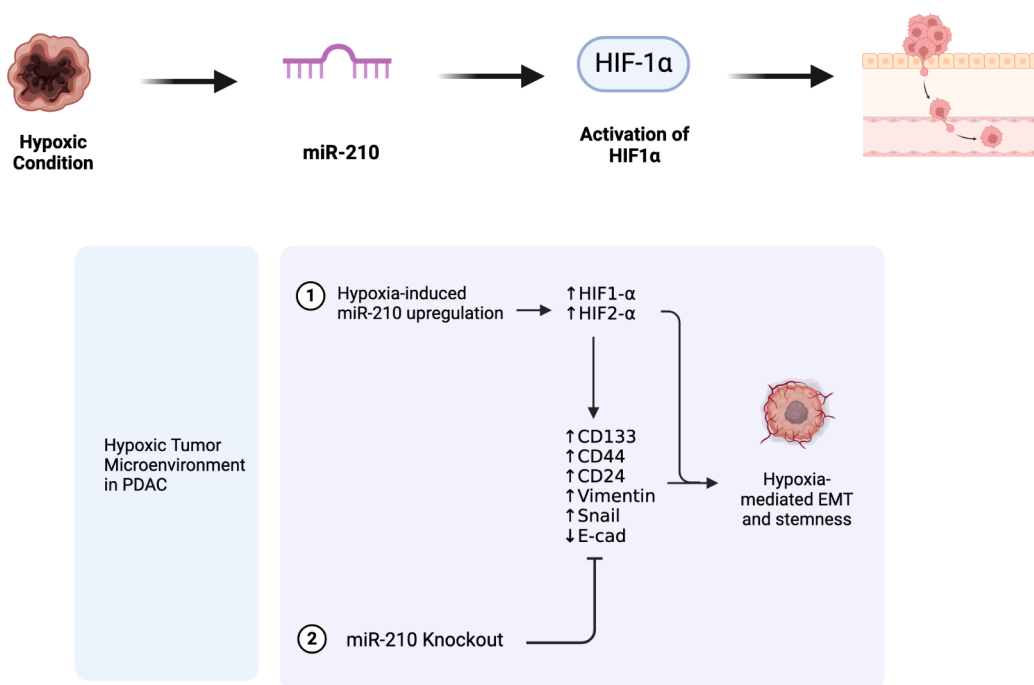 HIF-1α
Hypoxic
Condition
miR-210
Activation of
HIF1α
1
Hypoxia-induced
miR-210 upregulation
↑HIF1-α
↑HIF2-α
Hypoxic Tumor
Microenvironment
in PDAC
↑CD133
↑CD44
↑CD24
↑Vimentin
↑Snail
↓E-cad
Hypoxia-
mediated EMT
and stemness
2
miR-210 Knockout